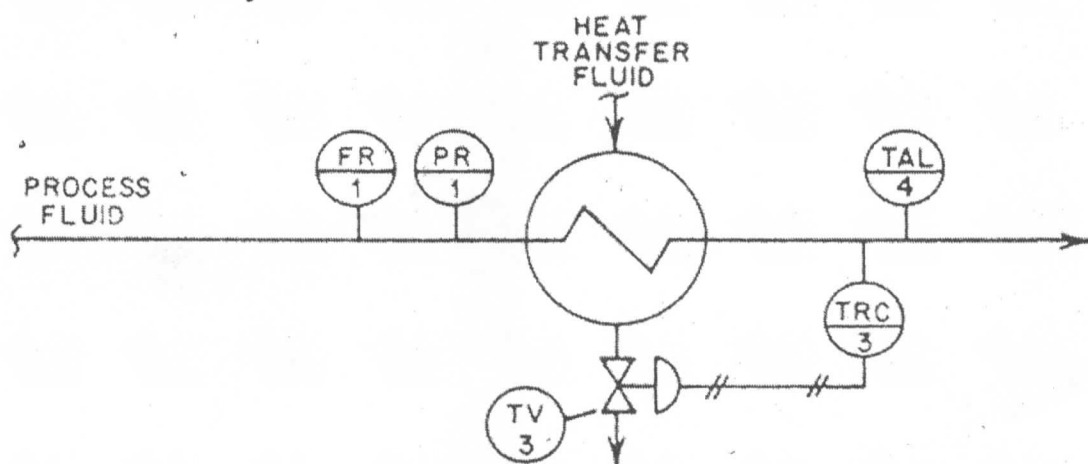 HEAT
TRANSFER
FLUID
FR
1
PR
1
TAL
4
PROCESS
FLUID
TRC
3
TV
3